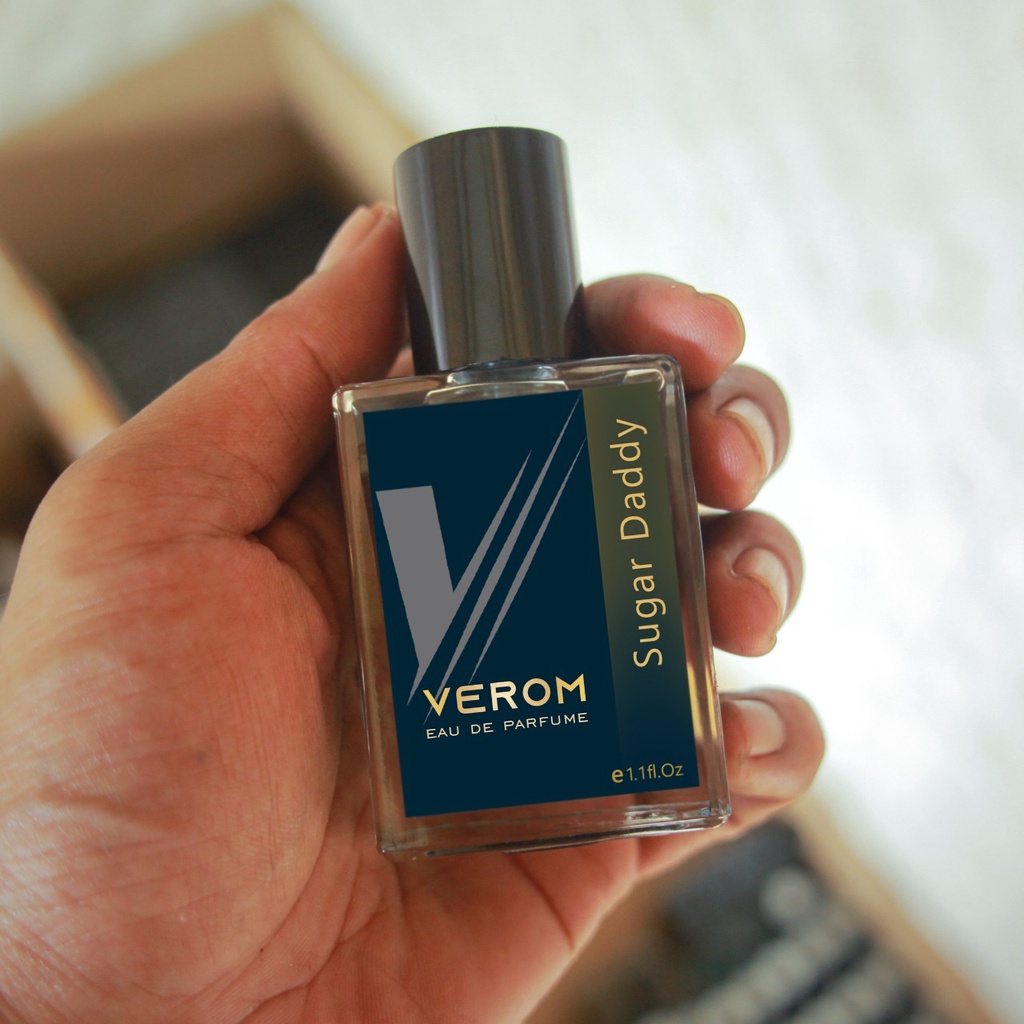 VEROM
EAU DE PARFUME
Sugar Daddy
e1.1fl.Oz